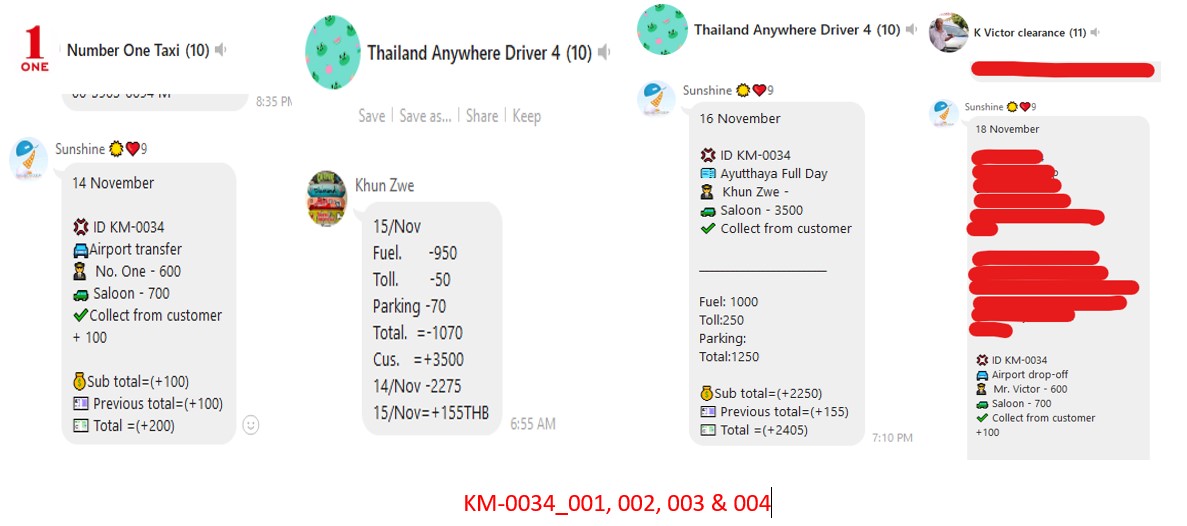 1
ONE
Number One Taxi (10)
8:35 PM
Sunshine 9
14 November
ID KM-0034
Airport transfer
No. One - 600
Saloon - 700
Collect from customer
+ 100
Sub total=(+100)
Previous total=(+100)
Total =(+200)
Thailand Anywhere Driver 4 (10)
Save | Save as... | Share | Keep
Khun Zwe
15/Nov
Fuel. -950
Toll. -50
Parking -70
Total. =-1070
Cus. =+3500
14/Nov -2275
15/Nov=+155THB
6:55 AM
Thailand Anywhere Driver 4 (10)
Sunshine 9
16 November
ID KM-0034
Ayutthaya Full Day
Khun Zwe -
Saloon - 3500
Collect from customer
Fuel: 1000
Toll:250
Parking:
Total:1250
Sub total=(+2250)
Previous total=(+155)
Total =(+2405)
7:10 PM
K Victor clearance (11)
Sunshine 9
18 November
ID KM-0034
Airport drop-off
Mr. Victor - 600
Saloon - 700
Collect from customer
+100
KM-0034_001, 002, 003 & 004